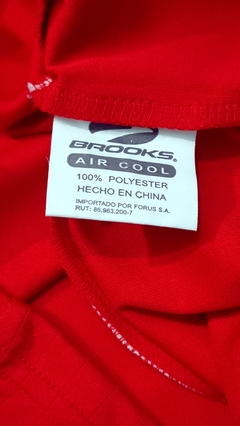 BROOKS®
AIR COOL
100% POLYESTER
HECHO EN CHINA
IMPORTADO POR FORUS S.A.
RUT: 86,963,200-7